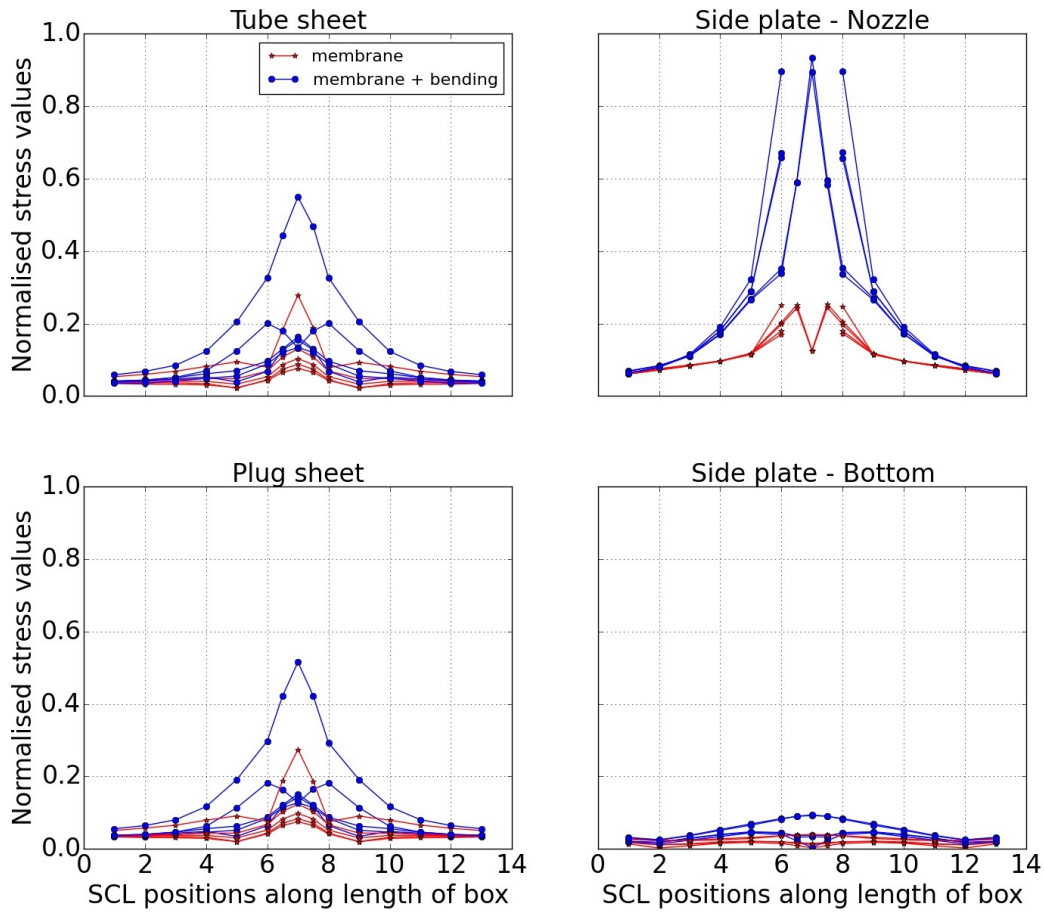 Tube sheet
Side plate - Nozzle
Normalised stress values
1.0
0.8
0.6
0.4
0.2
0.0
membrane
membrane + bending
Plug sheet
Side plate - Bottom
Normalised stress values
1.0
0.8
0.6
0.4
0.2
0.0
0 2 4 6 8 10 12 14
0 2 4 6 8 10 12 14
SCL positions along length of box
SCL positions along length of box